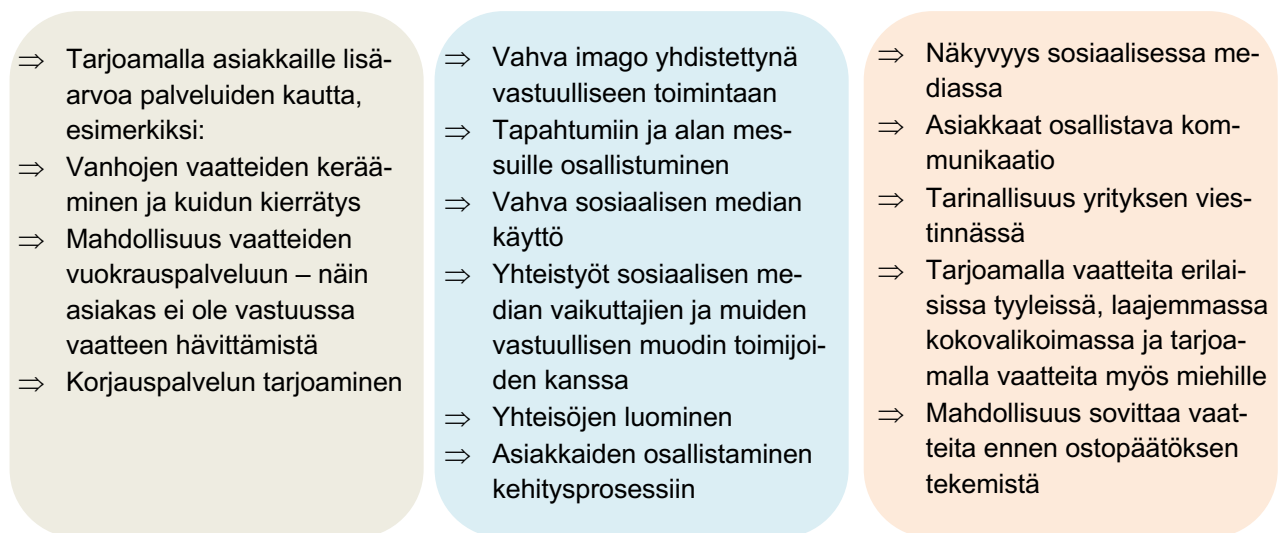 ⇒ Tarjoamalla asiakkaille lisä-
arvoa palveluiden kautta,
esimerkiksi:
⇒ Vanhojen vaatteiden kerää-
minen ja kuidun kierrätys
⇒ Mahdollisuus vaatteiden
vuokrauspalveluun – näin
asiakas ei ole vastuussa
vaatteen hävittämistä
⇒ Korjauspalvelun tarjoaminen
⇒ Vahva imago yhdistettynä
vastuulliseen toimintaan
⇒ Tapahtumiin ja alan mes-
suille osallistuminen
⇒ Vahva sosiaalisen median
käyttö
⇒ Yhteistyöt sosiaalisen me-
dian vaikuttajien ja muiden
vastuullisen muodin toimijoi-
den kanssa
⇒ Yhteisöjen luominen
⇒ Asiakkaiden osallistaminen
kehitysprosessiin
⇒ Näkyvyys sosiaalisessa me-
diassa
⇒ Asiakkaat osallistava kom-
munikaatio
⇒ Tarinallisuus yrityksen vies-
tinnässä
⇒ Tarjoamalla vaatteita erilai-
sissa tyyleissä, laajemmassa
kokovalikoimassa ja tarjoa-
malla vaatteita myös miehille
⇒ Mahdollisuus sovittaa vaat-
teita ennen ostopäätöksen
tekemistä